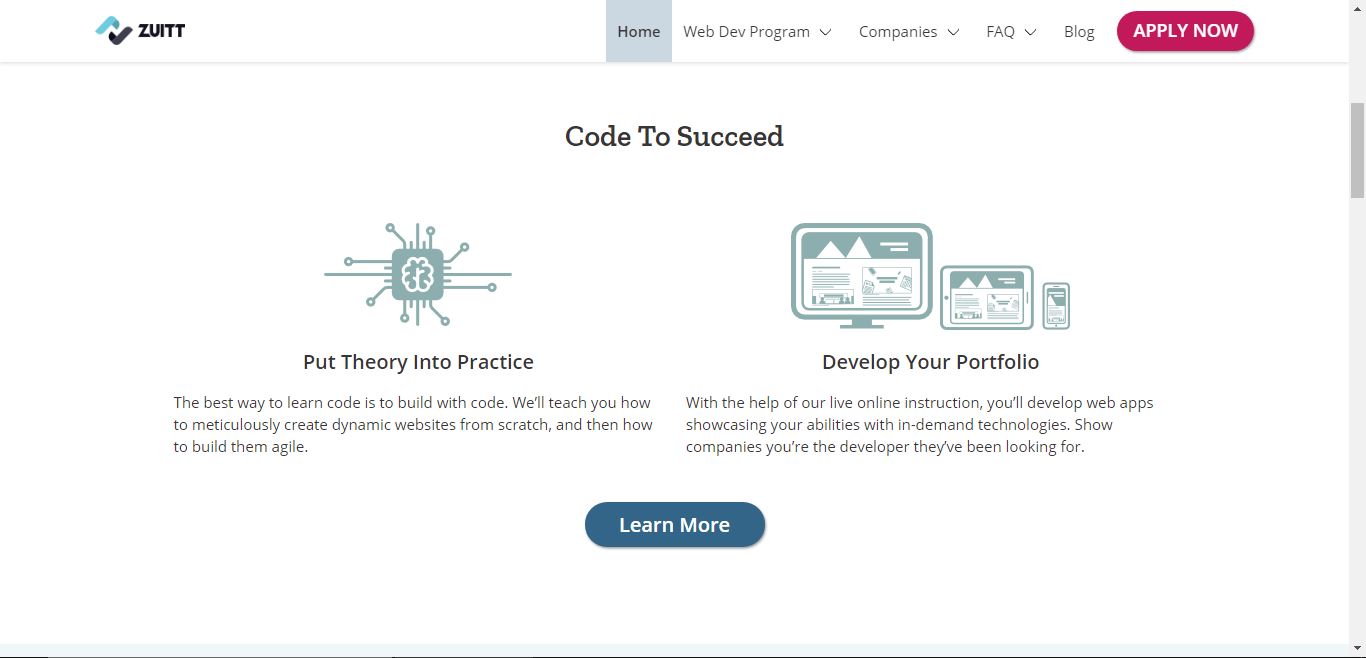 ZUITT
Home
Web Dev Program
Companies
FAQ
Blog
APPLY NOW
Code To Succeed
Put Theory Into Practice
The best way to learn code is to build with code. We’ll teach you how
to meticulously create dynamic websites from scratch, and then how
to build them agile.
Develop Your Portfolio
With the help of our live online instruction, you’ll develop web apps
showcasing your abilities with in-demand technologies. Show
companies you’re the developer they’ve been looking for.
Learn More